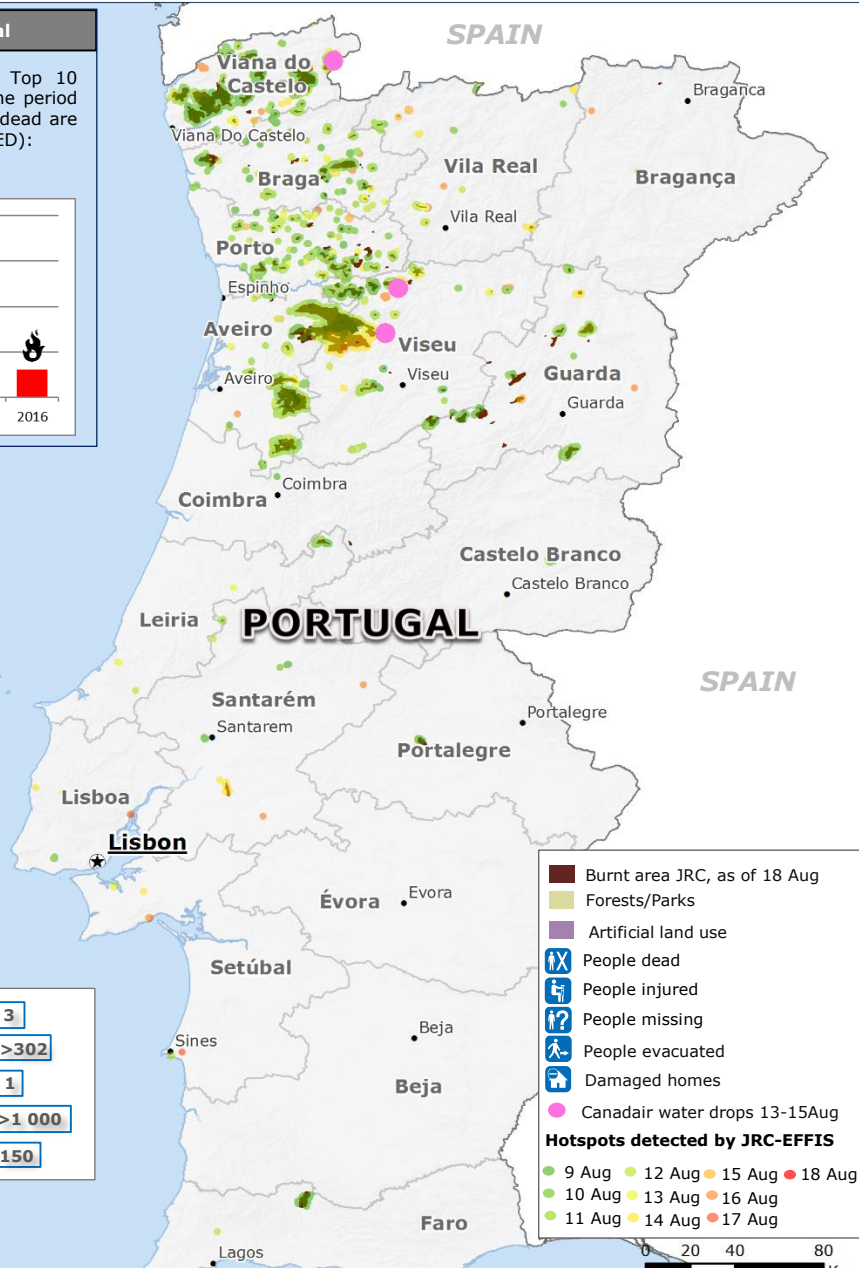 al
Top 10
ne period
dead are
ED):
2016
SPAIN
Viana do
Castelo
Viana Do Castelo
Braga
Vila Real
Vila Real
Braganca
Bragança
Porto
Espinho
Aveiro
Aveiro
Viseu
Viseu
Guarda
Guarda
Coimbra
Coimbra
Castelo Branco
Castelo Branco
Leiria
PORTUGAL
SPAIN
Santarém
Santarem
Portalegre
Portalegre
Lisboa
Lisbon
Évora
Evora
Setúbal
Sines
Beja
Beja
Faro
Lagos
3
>302
1
>1 000
150
Burnt area JRC, as of 18 Aug
Forests/Parks
Artificial land use
People dead
People injured
People missing
People evacuated
Damaged homes
Canadair water drops 13-15Aug
Hotspots detected by JRC-EFFIS
9 Aug 12 Aug 15 Aug 18 Aug
10 Aug 13 Aug 16 Aug
11 Aug 14 Aug 17 Aug
0 20 40 80